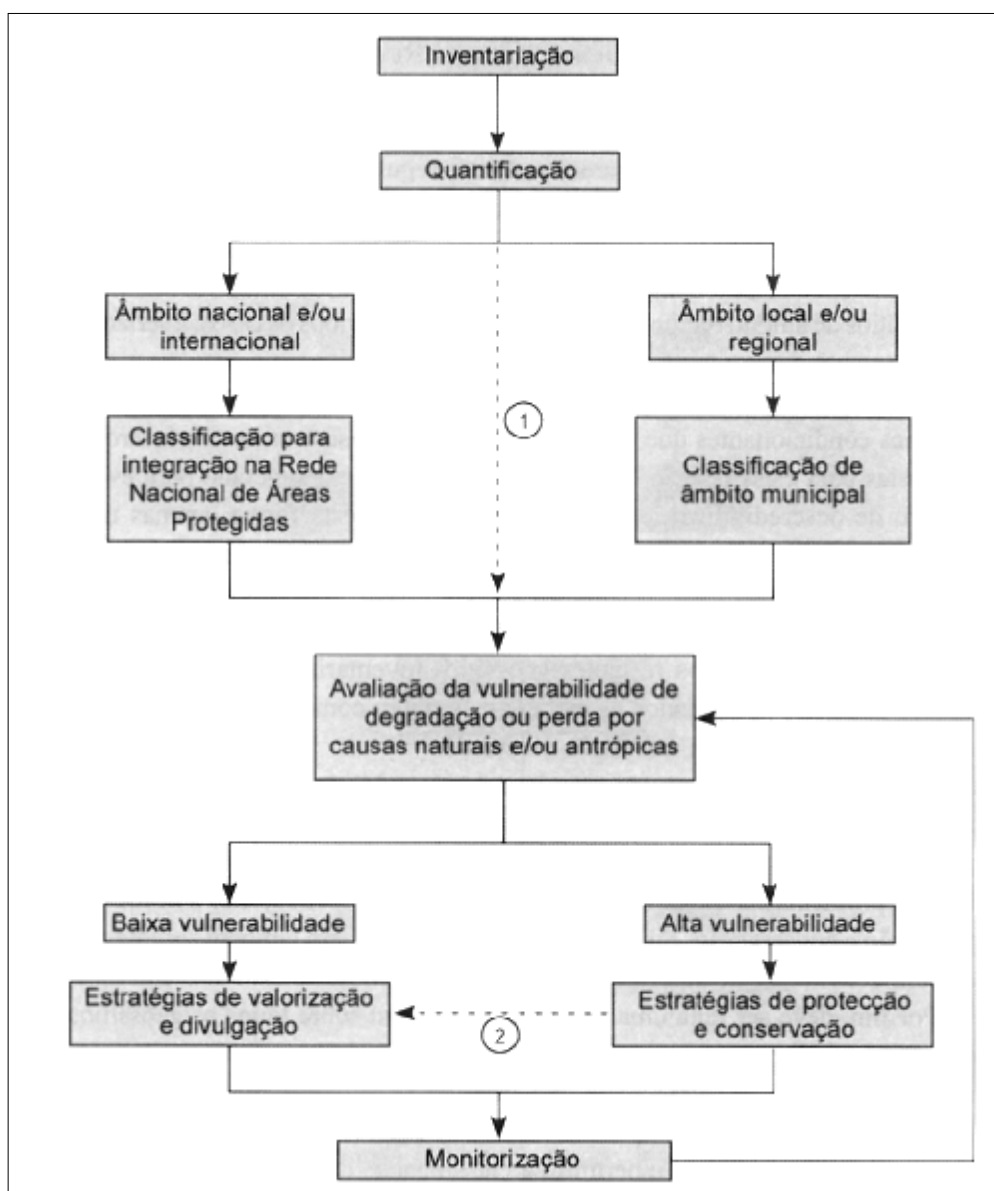 Inventariação
Quantificação
Âmbito nacional e/ou
internacional
Âmbito local e/ou
regional
1
Classificação para
integração na Rede
Nacional de Áreas
Protegidas
Classificação de
âmbito municipal
Avaliação da vulnerabilidade de
degradação ou perda por
causas naturais e/ou antrópicas
Baixa vulnerabilidade
Alta vulnerabilidade
Estratégias de valorização
e divulgação
2
Estratégias de protecção
e conservação
Monitorização